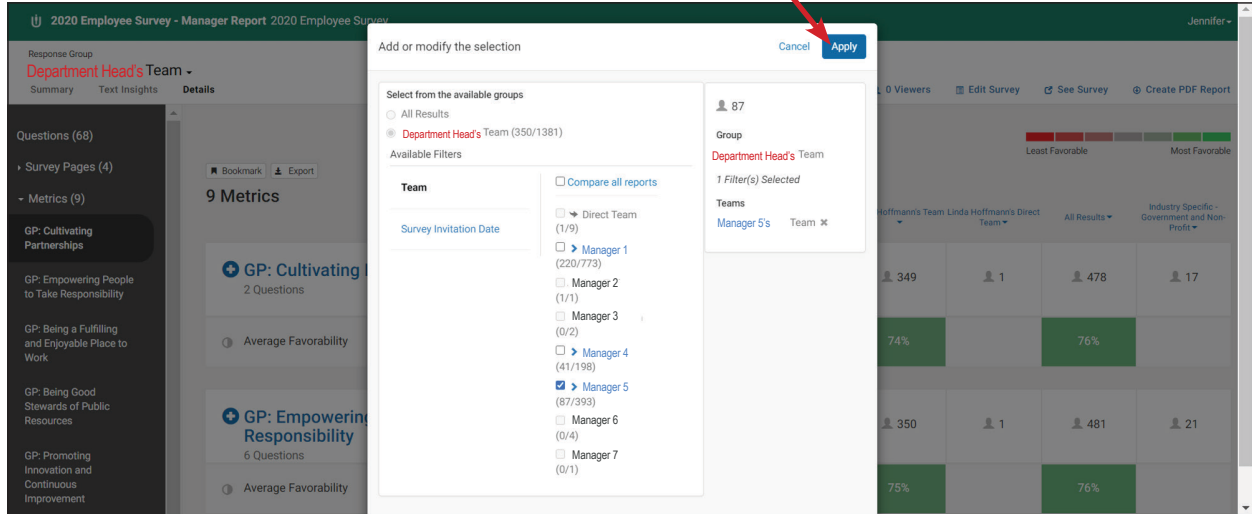 2020 Employee Survey - Manager Report 2020 Employee Survey
Jennifer
Response Group
Department Head's Team
Summary Text Insights Details
0 Viewers Edit Survey See Survey Create PDF Report
Questions (68)
Survey Pages (4)
Metrics (9)
GP: Cultivating
Partnerships
GP: Empowering People
to Take Responsibility
GP: Being a Fulfilling
and Enjoyable Place to
Work
GP: Being Good
Stewards of Public
Resources
GP: Promoting
Innovation and
Continuous
Improvement
Bookmark Export
9 Metrics
GP: Cultivating
2 Questions
Average Favorability
GP: Empowering
Responsibility
6 Questions
Average Favorability
Add or modify the selection
Cancel Apply
Select from the available groups
All Results
Department Head's Team (350/1381)
Available Filters
Team
Survey Invitation Date
Compare all reports
Direct Team
(1/9)
Manager 1
(220/773)
Manager 2
(1/1)
Manager 3
(0/2)
Manager 4
(41/198)
Manager 5
(87/393)
Manager 6
(0/4)
Manager 7
(0/1)
87
Group
Department Head's Team
1 Filter(s) Selected
Teams
Manager 5's Team
Least Favorable Most Favorable
Hoffmann's Team
Linda Hoffmann's Direct
Team
All Results
Industry Specific -
Government and Non-
Profit
349 1 478 17
74% 76%
350 1 481 21
75% 76%